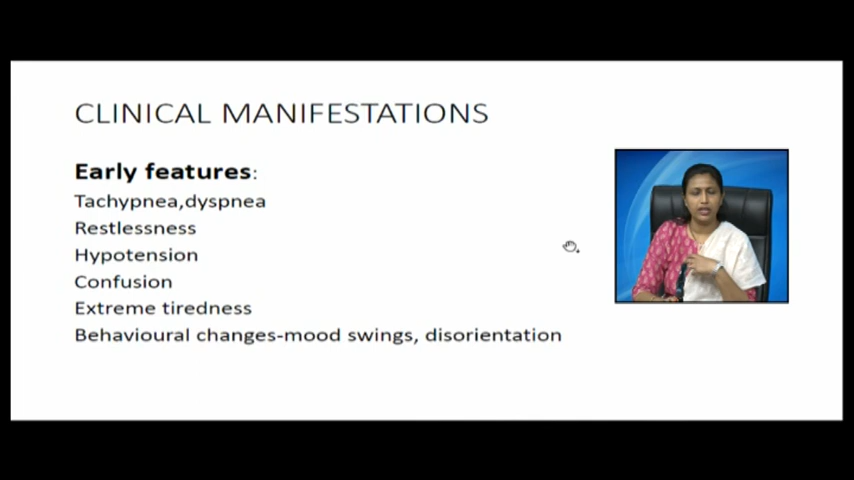 CLINICAL MANIFESTATIONS
Early features:
Tachypnea,dyspnea
Restlessness
Hypotension
Confusion
Extreme tiredness
Behavioural changes-mood swings, disorientation